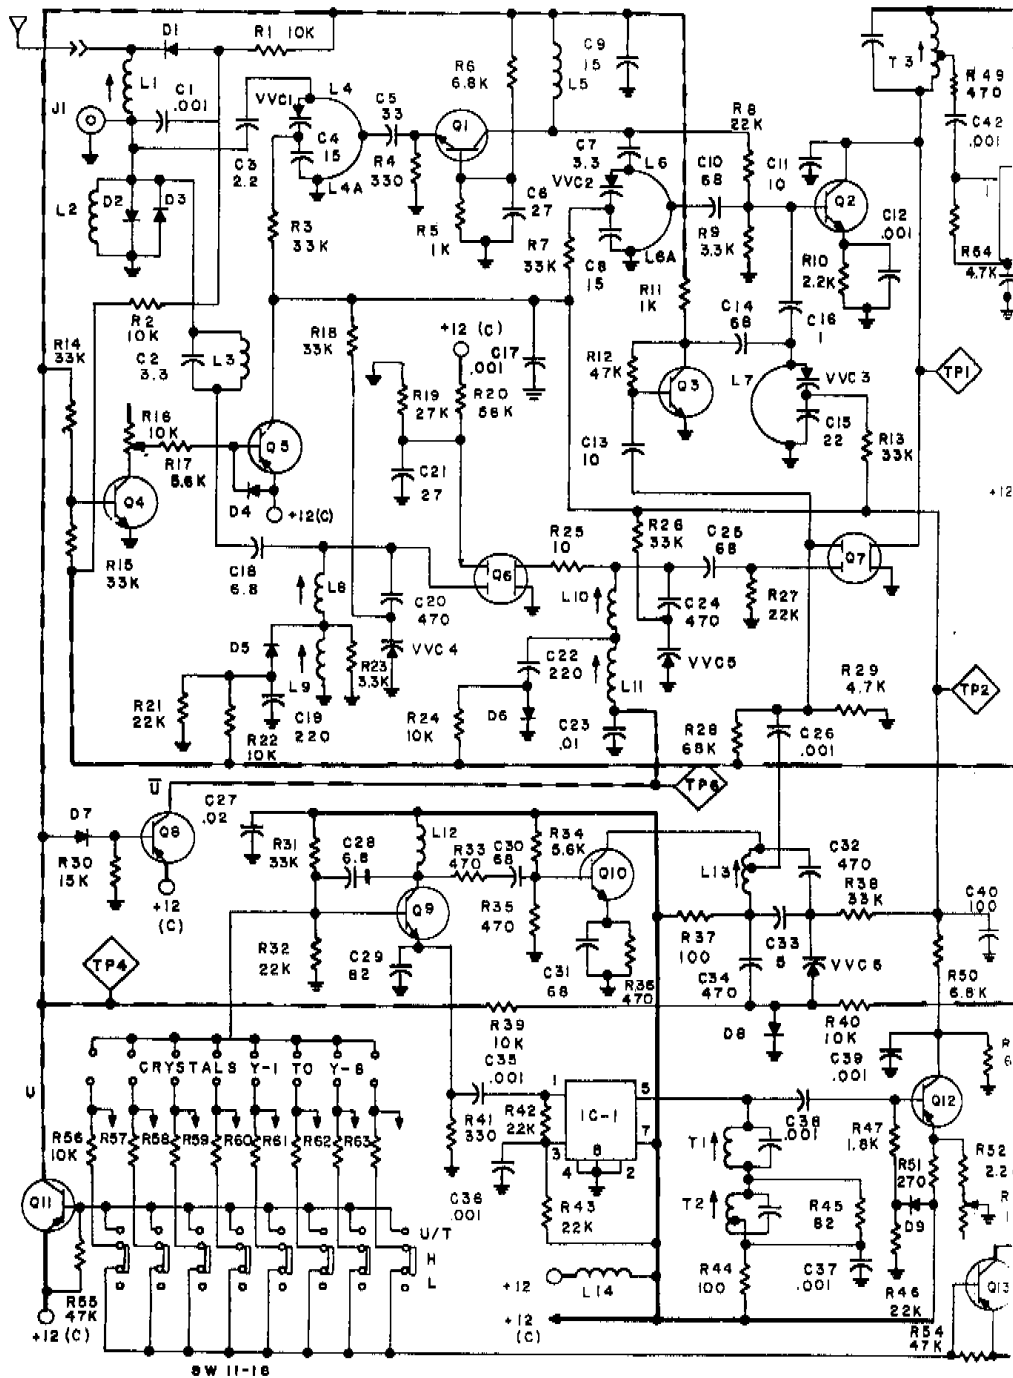 D1
R1 10K
C9
15
T3
R6
6.8K
L5
R49
470
L1
C1
.001
VVC1
L4
C5
33
J1
Q1
R8
22K
C42
.001
C4
15
C3
2.2
R4
330
C7
3.3
L6
C10
68
C11
10
L4A
VVC2
Q2
L2
D2
D3
C6
27
C12
.001
R3
33K
R5
1K
R7
33K
C8
15
L6A
R9
3.3K
R10
2.2K
R64
4.7K
R11
1K
R2
10K
R18
33K
+12 (C)
C14
68
C16
1
R14
33K
C2
3.3
L3
C17
.001
R12
47K
L7
VVC3
TP1
R19
27K
R20
56K
Q3
R16
10K
C15
22
R17
5.6K
Q5
C13
10
R13
33K
C21
27
Q4
D4
+12(C)
+12
R25
10
R26
33K
C25
68
R15
33K
C18
6.8
Q6
Q7
L8
C20
470
L10
C24
470
R27
22K
D5
VVC4
C22
220
VVC5
R23
3.3K
L9
L11
R29
4.7K
TP2
R21
22K
C19
220
R22
10K
R24
10K
D6
C23
.01
R28
68K
C26
.001
U
TP6
C27
.02
D7
Q8
L12
R34
5.6K
R30
15K
R31
33K
C28
6.8
R33
470
C30
68
Q10
L13
C32
470
R38
33K
+12
(C)
Q9
R35
470
C40
100
R32
22K
C29
82
R37
100
C33
5
VVC6
R50
6.8K
TP4
C31
68
R36
470
C34
470
R39
10K
D8
R40
10K
C39
.001
CRYSTALS Y-1 TO Y-8
C35
.001
U
1
5
IC-1
Q12
R56
10K
R57
R58
R59
R60
R61
R62
R63
R41
330
R42
22K
8
7
3
4
2
T1
C38
.001
R47
1.8K
R51
270
R52
Q11
C36
.001
R43
22K
T2
R45
82
D9
U/T
H
L
R44
100
C37
.001
R46
22K
Q13
R55
47K
+12
L14
+12 (C)
+12
(C)
R54
47K
SW 11-18